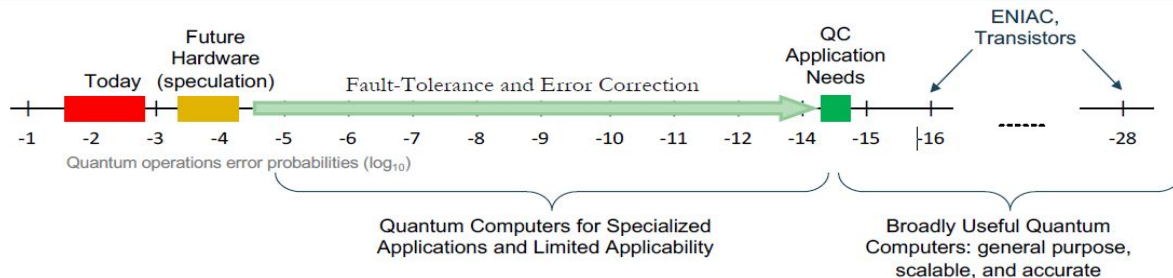 ENIAC,
Transistors
QC
Application
Needs
Future
Hardware
(speculation)
Today
Fault-Tolerance and Error Correction
-1 -2 -3 -4 -5 -6 -7 -8 -9 -10 -11 -12 -14 -15 -16 ...... -28
Quantum operations error probabilities (log₁₀)
Quantum Computers for Specialized
Applications and Limited Applicability
Broadly Useful Quantum
Computers: general purpose,
scalable, and accurate